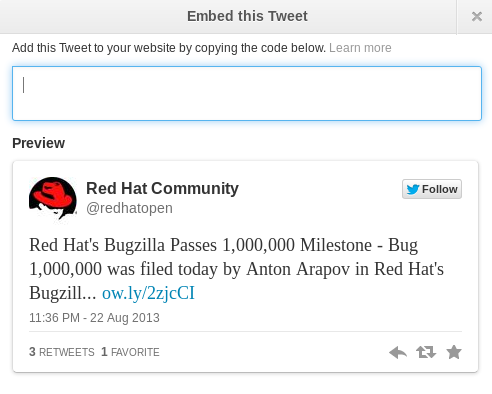 Embed this Tweet
Add this Tweet to your website by copying the code below. Learn more
Preview
Red Hat Community
@redhatopen
Follow
Red Hat's Bugzilla Passes 1,000,000 Milestone - Bug
1,000,000 was filed today by Anton Arapov in Red Hat's
Bugzill... ow.ly/2zjcCI
11:36 PM - 22 Aug 2013
3 RETWEETS 1 FAVORITE